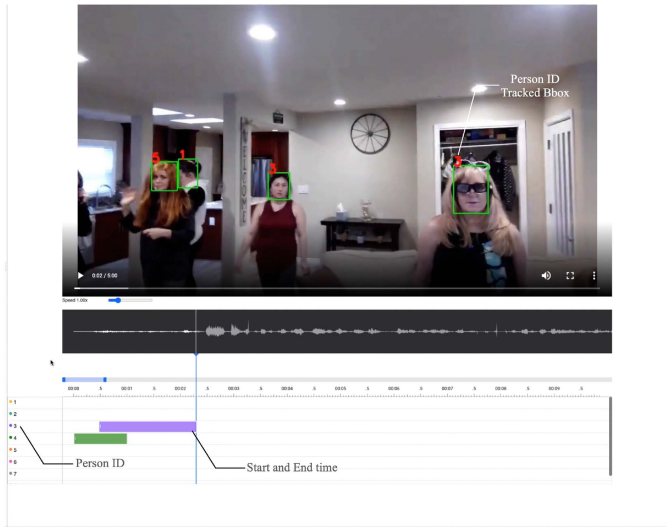 Person ID
Tracked Bbox
5 1
5
0:02 / 5:00
Speed 1.00x
00:00 .5 00:01 .5 00:02 .5 00:03 .5 00:04 .5 00:05 .5 00:06 .5 00:07 .5 00:08 .5 00:09 .5
1
2
3
4
5
6
7
Person ID
Start and End time